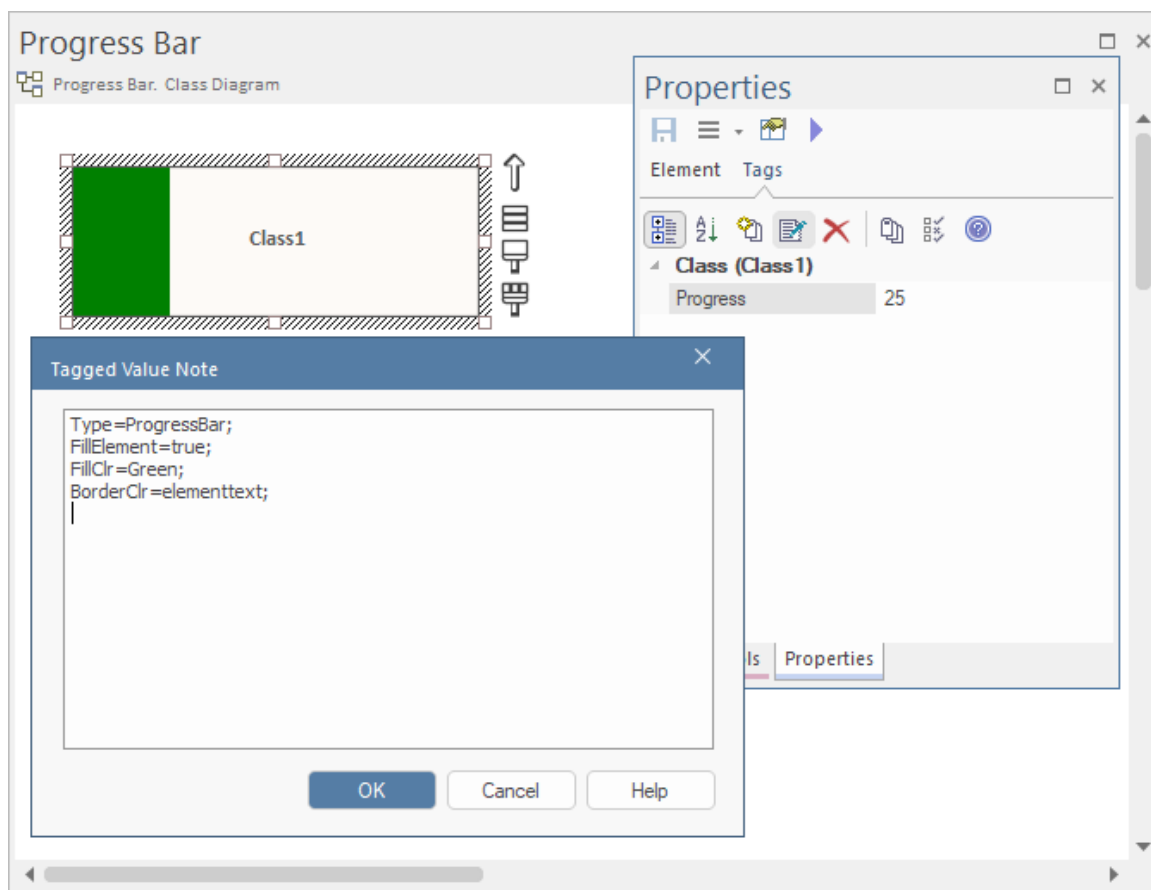 Progress Bar
Progress Bar. Class Diagram
Class1
Properties
Element Tags
Class (Class1)
Progress 25
Tagged Value Note
Type=ProgressBar;
FillElement=true;
FillClr=Green;
BorderClr=elementtext;
OK Cancel Help
ls Properties